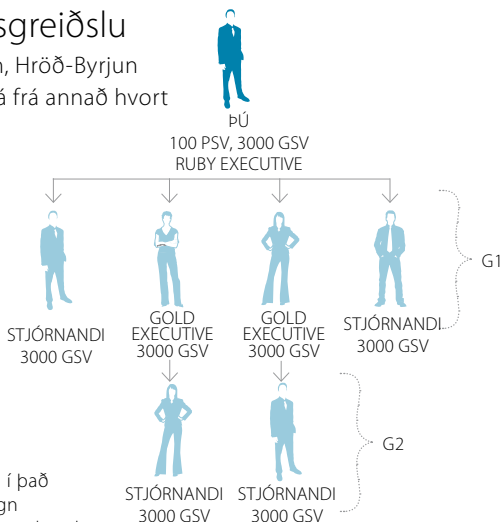 sgreiðslu
, Hröð-Byrjun
á frá annað hvort
ÞÚ
100 PSV, 3000 GSV
RUBY EXECUTIVE
G1
STJÓRNANDI
3000 GSV
GOLD
EXECUTIVE
3000 GSV
GOLD
EXECUTIVE
3000 GSV
STJÓRNANDI
3000 GSV
G2
STJÓRNANDI
3000 GSV
STJÓRNANDI
3000 GSV
í það
gn